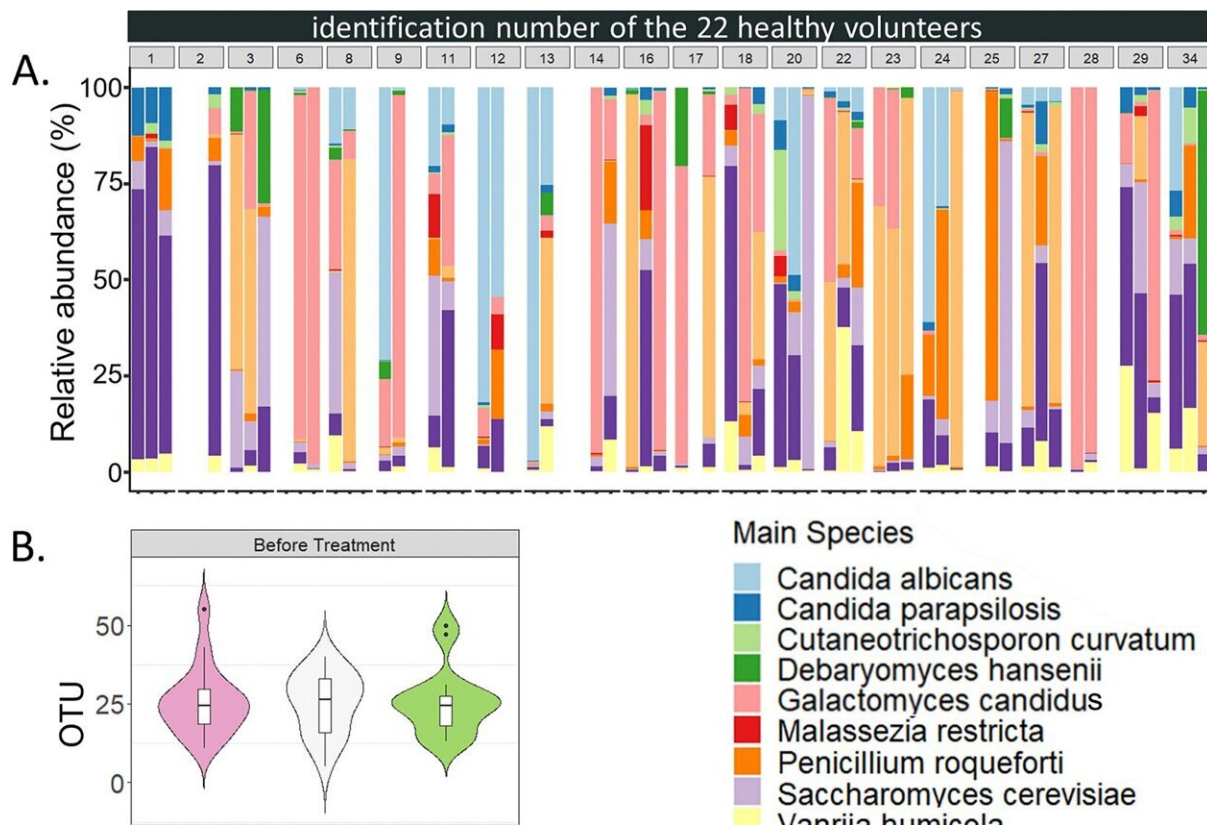 identification number of the 22 healthy volunteers
A.
1 2 3 6 8 9 11 12 13 14 16 17 18 20 22 23 24 25 27 28 29 34
Relative abundance (%)
100
75
50
25
0
B.
Before Treatment
OTU
50
25
0
Main Species
Candida albicans
Candida parapsilosis
Cutaneotrichosporon curvatum
Debaryomyces hansenii
Galactomyces candidus
Malassezia restricta
Penicillium roqueforti
Saccharomyces cerevisiae
Vanrija humicola